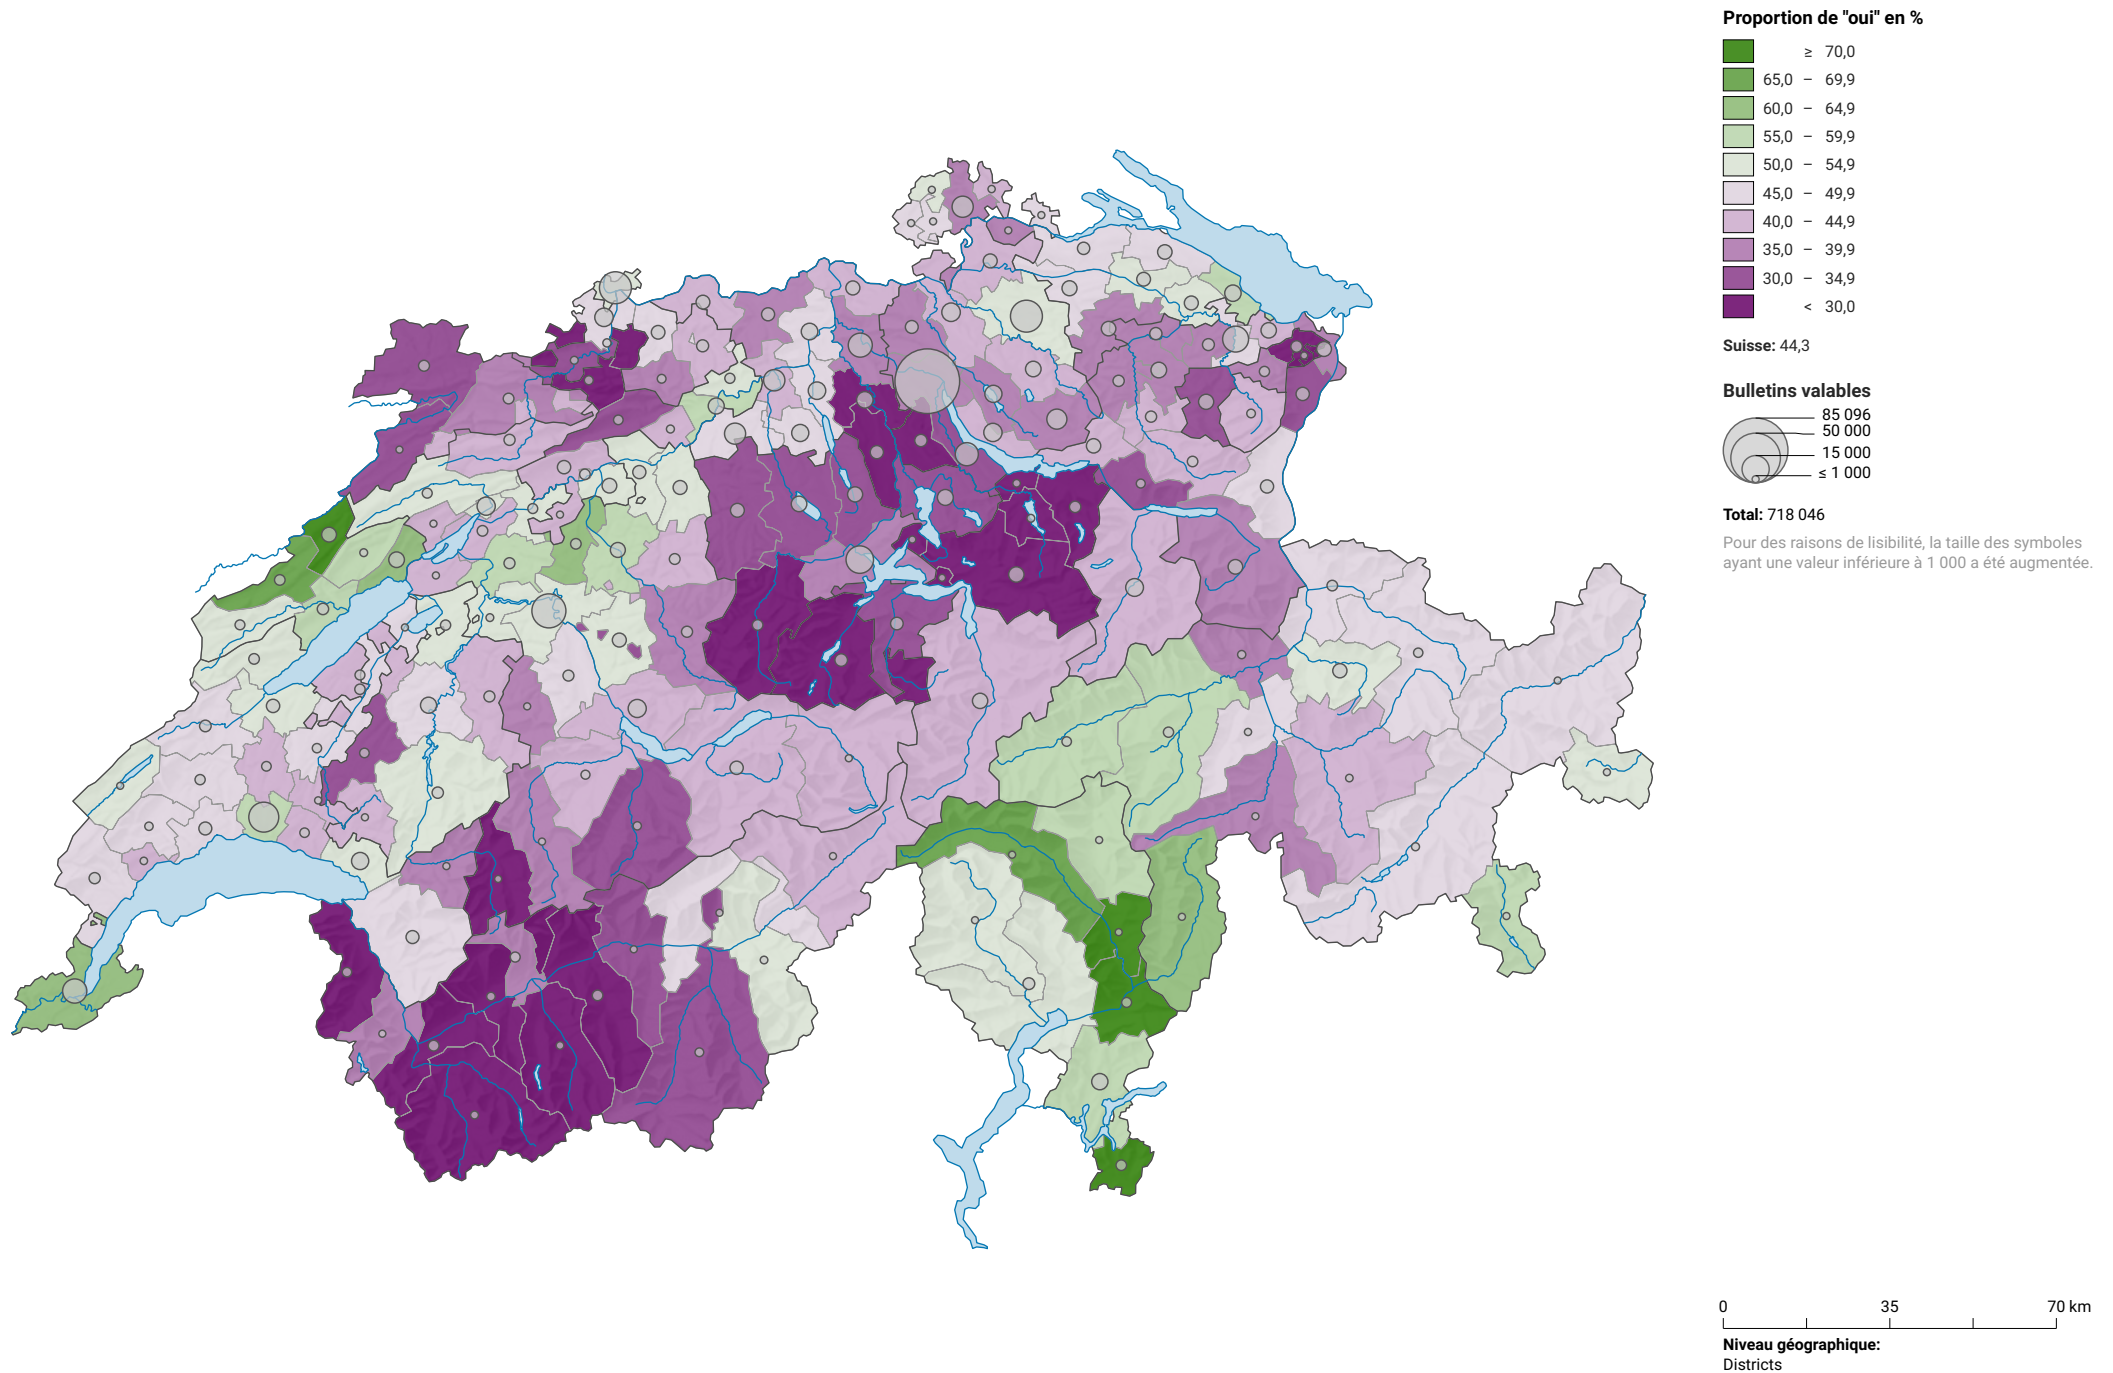 Proportion de "oui" en %
≥ 70,0
65,0 – 69,9
60,0 – 64,9
55,0 – 59,9
50,0 – 54,9
45,0 – 49,9
40,0 – 44,9
35,0 – 39,9
30,0 – 34,9
< 30,0
Suisse: 44,3
Bulletins valables
85 096
50 000
15 000
≤ 1 000
Total: 718 046
Pour des raisons de lisibilité, la taille des symboles
ayant une valeur inférieure à 1 000 a été augmentée.
0 35 70 km
Niveau géographique:
Districts